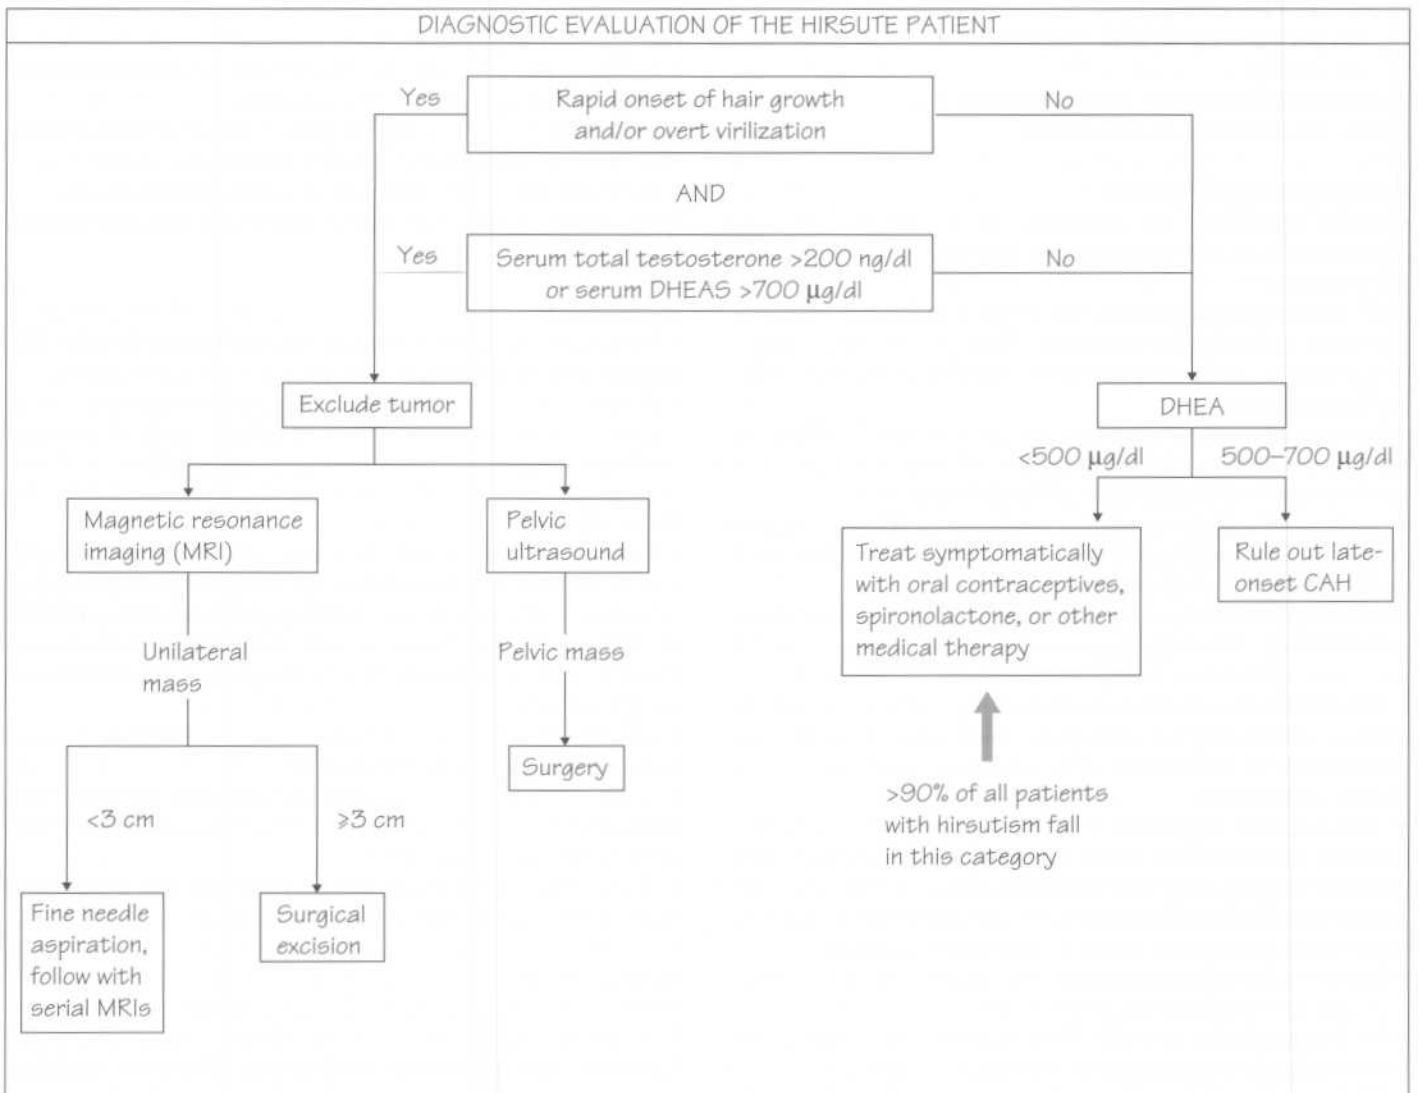 DIAGNOSTIC EVALUATION OF THE HIRSUTE PATIENT
Yes
Rapid onset of hair growth
and/or overt virilization
No
AND
Yes
Serum total testosterone >200 ng/dl
or serum DHEAS >700 µg/dl
No
Exclude tumor
DHEA
<500 µg/dl
500–700 µg/dl
Magnetic resonance
imaging (MRI)
Pelvic
ultrasound
Treat symptomatically
with oral contraceptives,
spironolactone, or other
medical therapy
Rule out late-
onset CAH
Unilateral
mass
Pelvic mass
Surgery
>90% of all patients
with hirsutism fall
in this category
<3 cm
⩾3 cm
Fine needle
aspiration,
follow with
serial MRIs
Surgical
excision